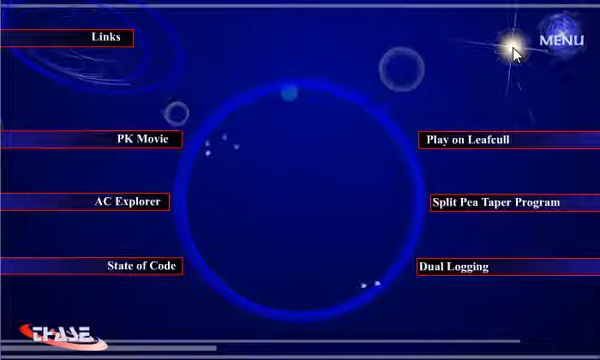 Links
MENU
PK Movie
Play on Leafcull
AC Explorer
Split Pea Taper Program
State of Code
Dual Logging